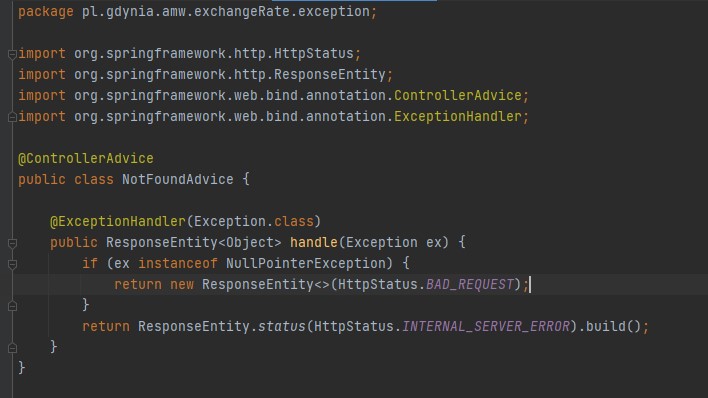 package pl.gdynia.amw.exchangeRate.exception;
import org.springframework.http.HttpStatus;
import org.springframework.http.ResponseEntity;
import org.springframework.web.bind.annotation.ControllerAdvice;
import org.springframework.web.bind.annotation.ExceptionHandler;
@ControllerAdvice
public class NotFoundAdvice {
@ExceptionHandler(Exception.class)
public ResponseEntity<Object> handle(Exception ex) {
if (ex instanceof NullPointerException) {
return new ResponseEntity<>(HttpStatus.BAD_REQUEST);
}
return ResponseEntity.status(HttpStatus.INTERNAL_SERVER_ERROR).build();
}
}